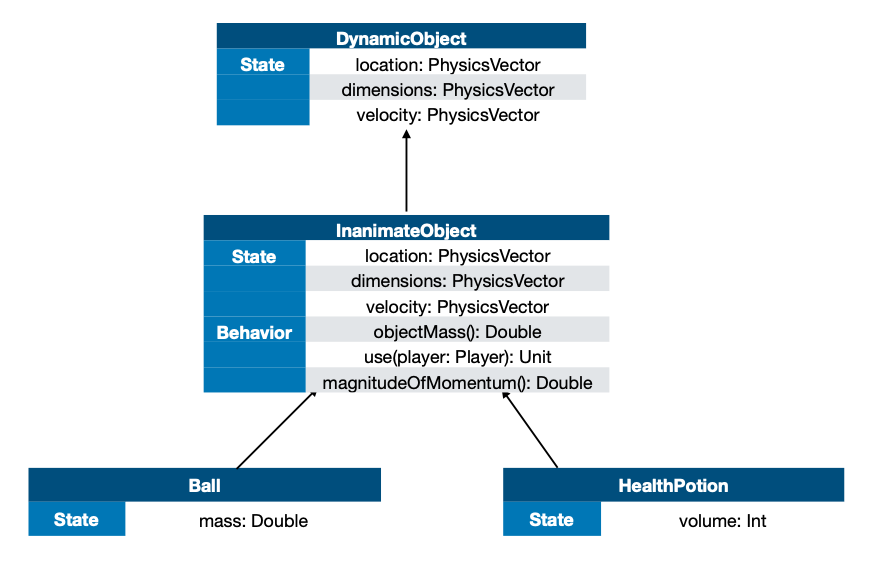 DynamicObject
State location: PhysicsVector
dimensions: PhysicsVector
velocity: PhysicsVector
InanimateObject
State location: PhysicsVector
dimensions: PhysicsVector
velocity: PhysicsVector
Behavior objectMass(): Double
use(player: Player): Unit
magnitudeOfMomentum(): Double
Ball
State mass: Double
HealthPotion
State volume: Int